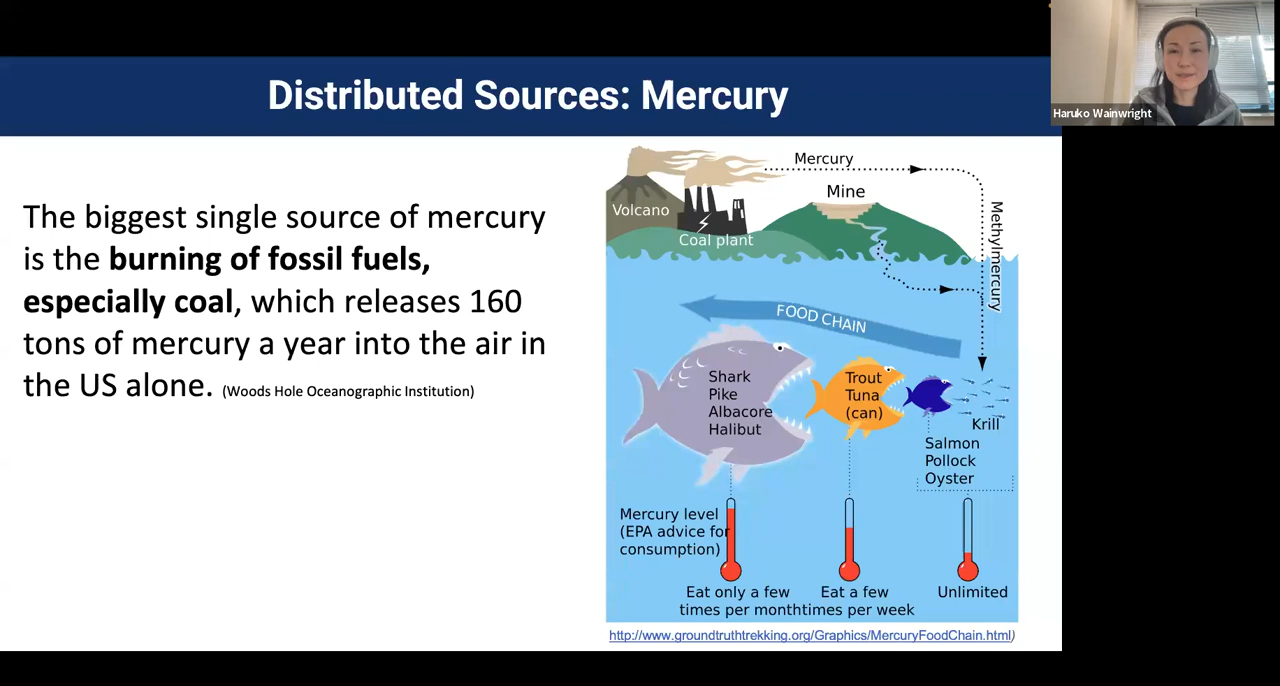 Distributed Sources: Mercury
Haruko Wainwright
The biggest single source of mercury
is the burning of fossil fuels,
especially coal, which releases 160
tons of mercury a year into the air in
the US alone. (Woods Hole Oceanographic Institution)
Mercury
Mine
Volcano
Coal plant
Methylmercury
FOOD CHAIN
Shark
Pike
Albacore
Halibut
Trout
Tuna
(can)
Krill
Salmon
Pollock
Oyster
Mercury level
(EPA advice for
consumption)
Eat only a few
times per month
Eat a few
times per week
Unlimited
http://www.groundtruthtrekking.org/Graphics/MercuryFoodChain.html)